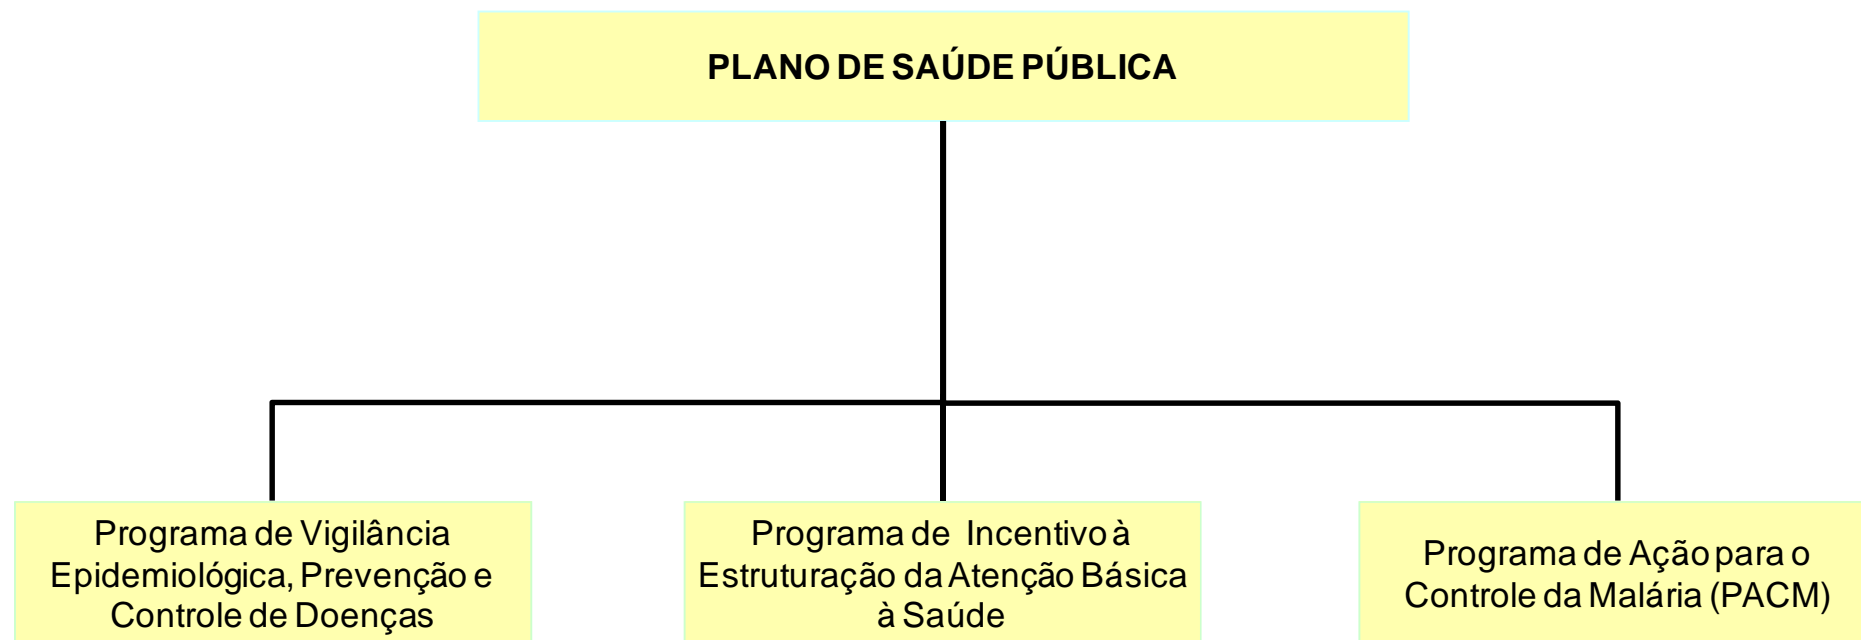 PLANO DE SAÚDE PÚBLICA
Programa de Vigilância
Epidemiológica, Prevenção e
Controle de Doenças
Programa de Incentivo à
Estruturação da Atenção Básica
à Saúde
Programa de Ação para o
Controle da Malária (PACM)